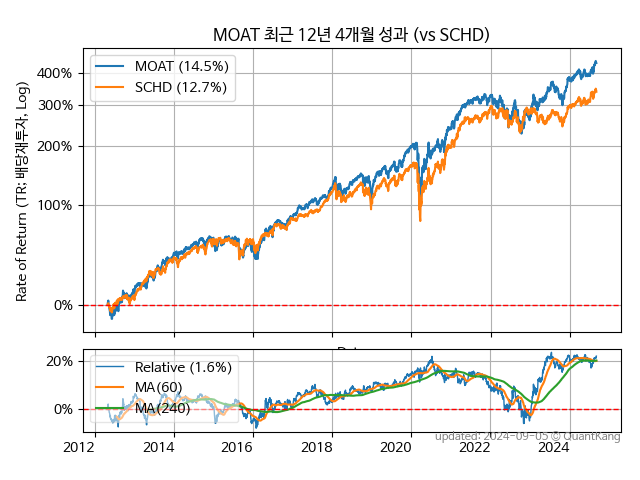 MOAT 최근 12년 4개월 성과 (vs SCHD)
Rate of Return (TR: 배당재투자, Log)
400%
300%
200%
100%
0%
MOAT (14.5%)
SCHD (12.7%)
20%
0%
Relative (1.6%)
MA(60)
MA(240)
2012
2014
2016
2018
2020
2022
2024
updated: 2024-09-05 © QuantKang